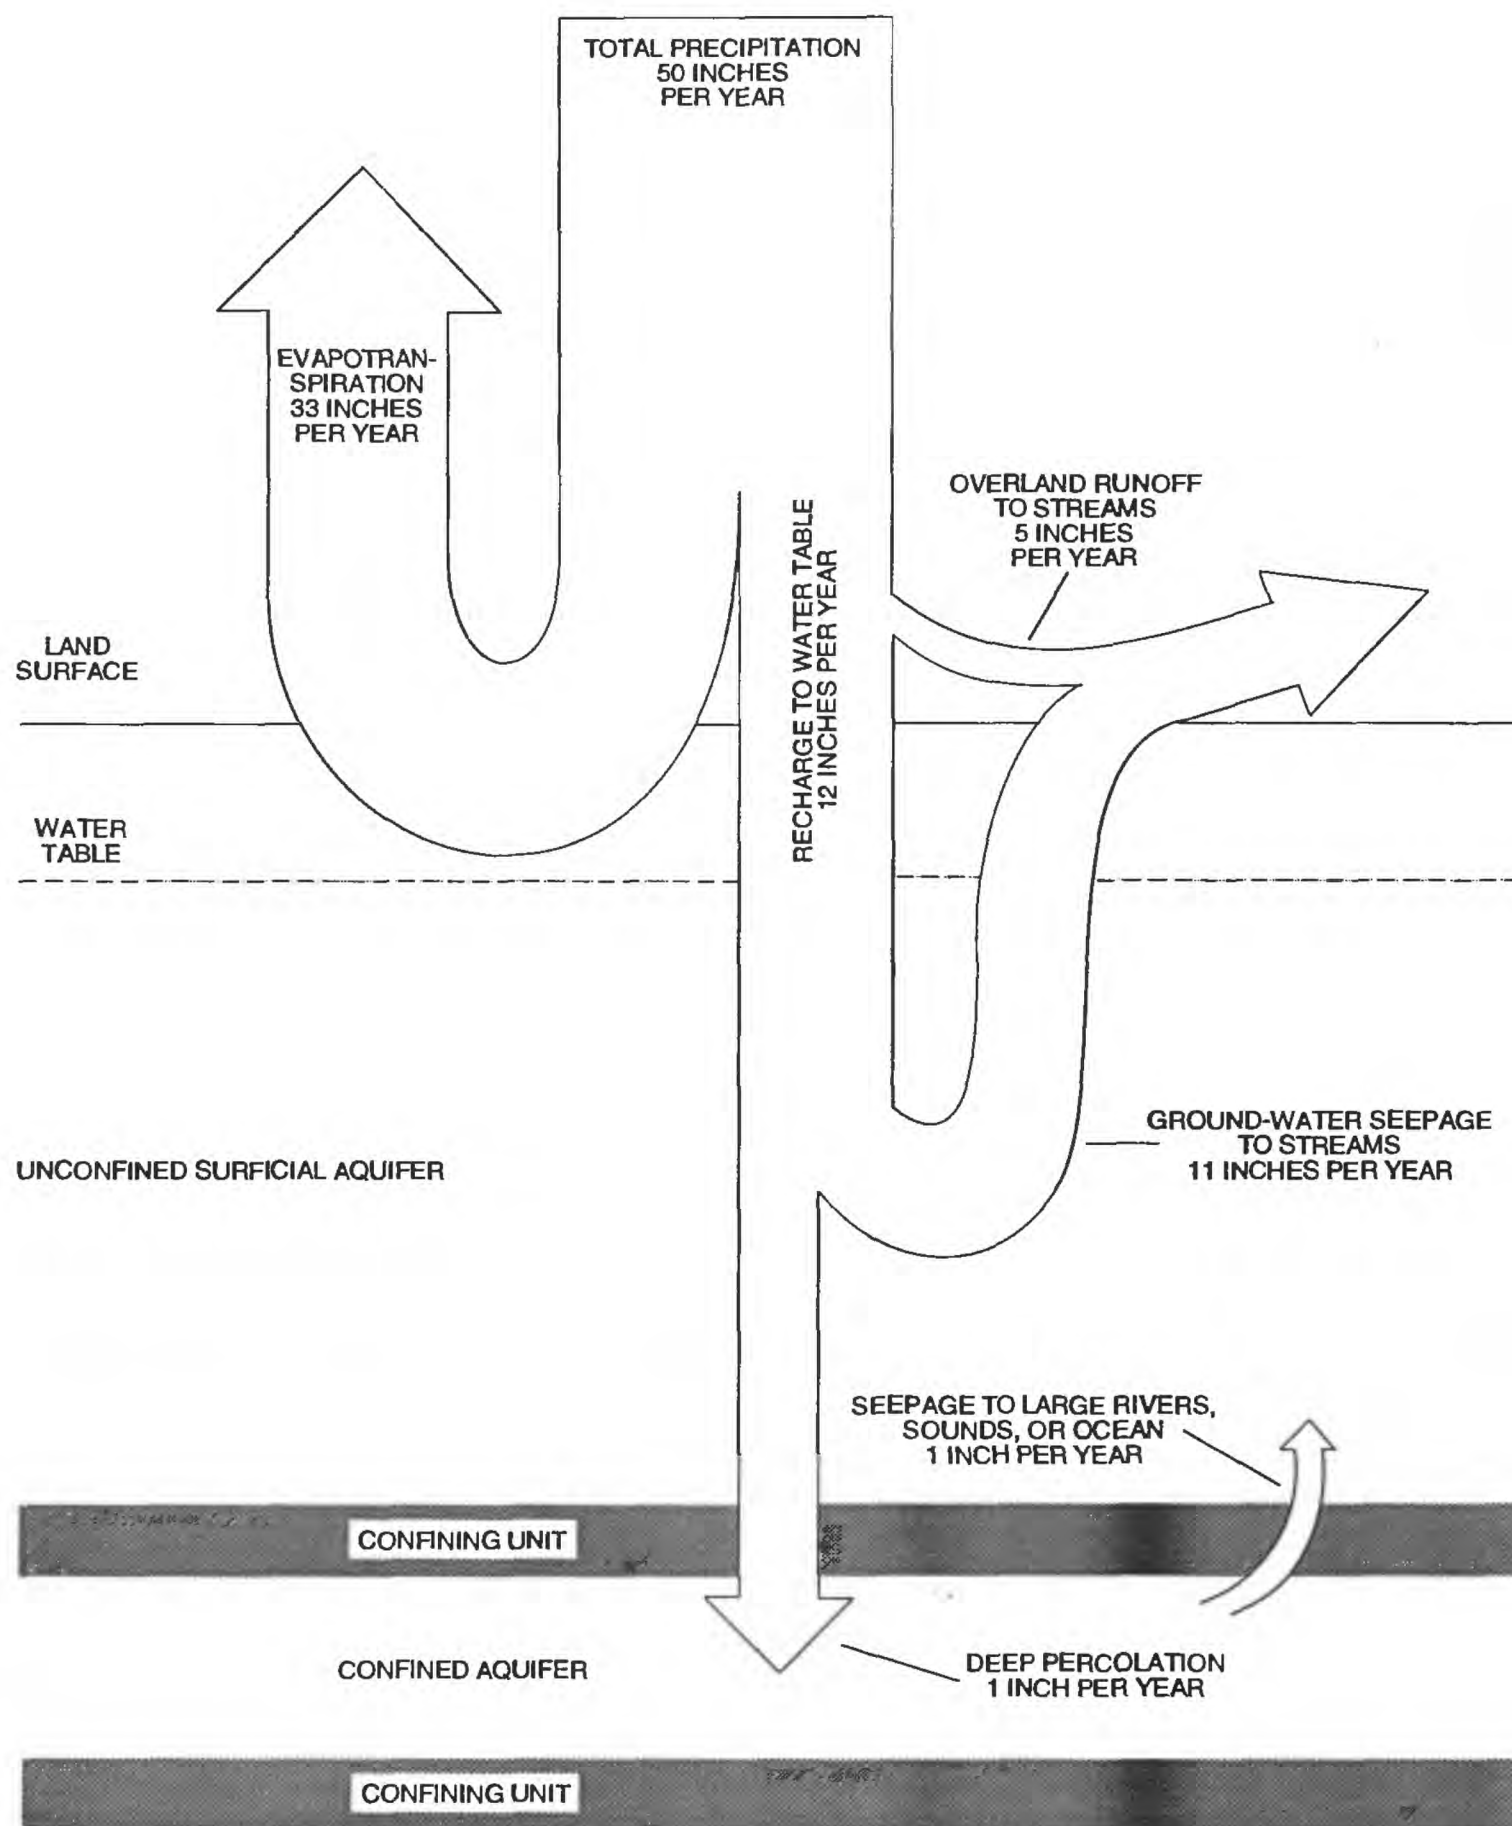 TOTAL PRECIPITATION
50 INCHES
PER YEAR
EVAPOTRAN-
SPIRATION
33 INCHES
PER YEAR
OVERLAND RUNOFF
TO STREAMS
5 INCHES
PER YEAR
RECHARGE TO WATER TABLE
12 INCHES PER YEAR
LAND
SURFACE
WATER
TABLE
GROUND-WATER SEEPAGE
TO STREAMS
11 INCHES PER YEAR
UNCONFINED SURFICIAL AQUIFER
SEEPAGE TO LARGE RIVERS,
SOUNDS, OR OCEAN
1 INCH PER YEAR
CONFINING UNIT
CONFINED AQUIFER
DEEP PERCOLATION
1 INCH PER YEAR
CONFINING UNIT